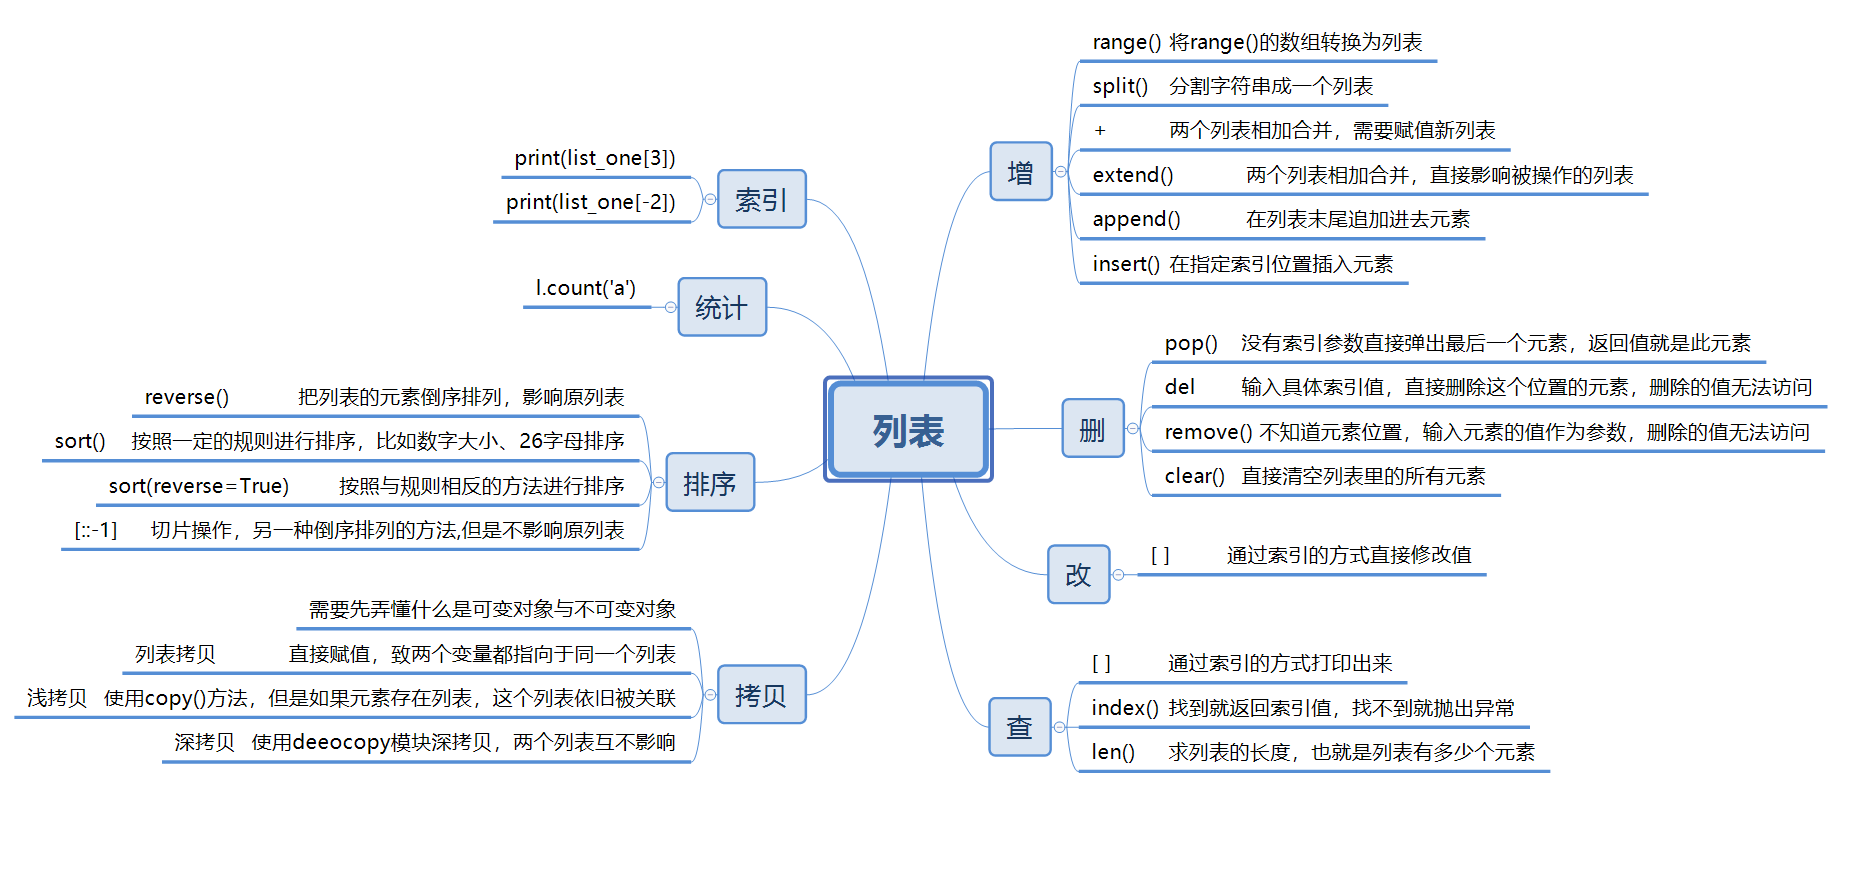 列表
增
range() 将range()的数组转换为列表
split() 分割字符串成一个列表
+ 两个列表相加合并，需要赋值新列表
extend() 两个列表相加合并，直接影响被操作的列表
append() 在列表末尾追加进去元素
insert() 在指定索引位置插入元素
删
pop() 没有索引参数直接弹出最后一个元素，返回值就是此元素
del 输入具体索引值，直接删除这个位置的元素，删除的值无法访问
remove() 不知道元素位置，输入元素的值作为参数，删除的值无法访问
clear() 直接清空列表里的所有元素
改
[ ] 通过索引的方式直接修改值
查
[ ] 通过索引的方式打印出来
index() 找到就返回索引值，找不到就抛出异常
len() 求列表的长度，也就是列表有多少个元素
索引
print(list_one[3])
print(list_one[-2])
统计
l.count('a')
排序
reverse() 把列表的元素倒序排列，影响原列表
sort() 按照一定的规则进行排序，比如数字大小、26字母排序
sort(reverse=True) 按照与规则相反的方法进行排序
[::-1] 切片操作，另一种倒序排列的方法,但是不影响原列表
拷贝
需要先弄懂什么是可变对象与不可变对象
列表拷贝 直接赋值，致两个变量都指向于同一个列表
浅拷贝 使用copy()方法，但是如果元素存在列表，这个列表依旧被关联
深拷贝 使用deeocopy模块深拷贝，两个列表互不影响